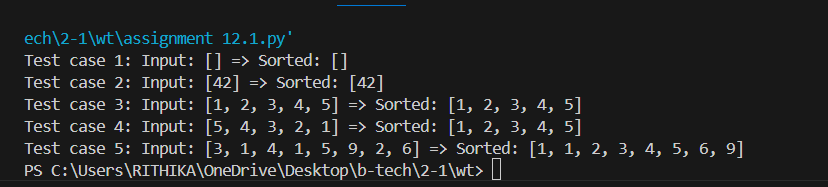 ech\2-1\wt\assignment 12.1.py'
Test case 1: Input: [] => Sorted: []
Test case 2: Input: [42] => Sorted: [42]
Test case 3: Input: [1, 2, 3, 4, 5] => Sorted: [1, 2, 3, 4, 5]
Test case 4: Input: [5, 4, 3, 2, 1] => Sorted: [1, 2, 3, 4, 5]
Test case 5: Input: [3, 1, 4, 1, 5, 9, 2, 6] => Sorted: [1, 1, 2, 3, 4, 5, 6, 9]
PS C:\Users\RITHIKA\OneDrive\Desktop\b-tech\2-1\wt>